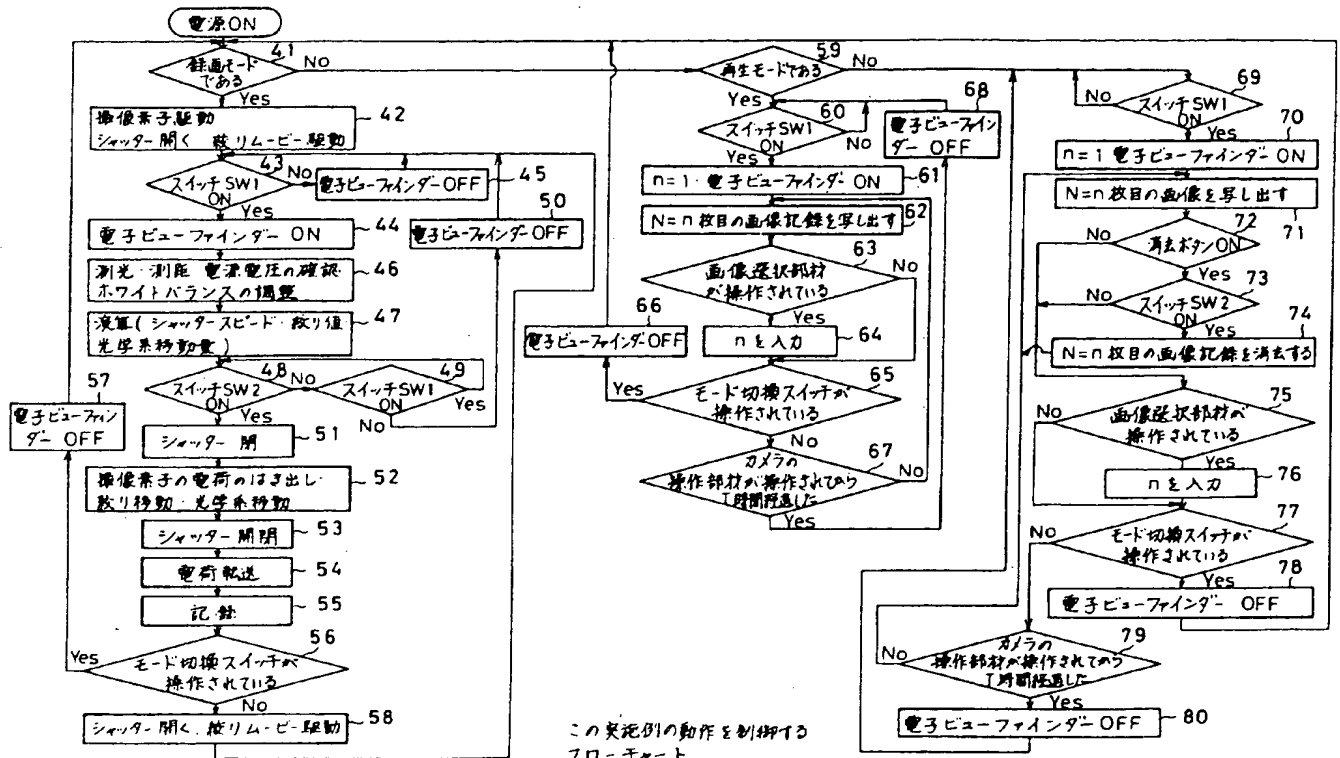 電源ON
録画モード
である
41
No
Yes
撮像素子駆動
シャッター開く 絞りムービー駆動
42
スイッチSW1
ON
43
No
Yes
電子ビューファインダーOFF
45
電子ビューファインダー ON
44
50
電子ビューファインダーOFF
測光・測距 電源電圧の確認・
ホワイトバランスの調整
46
演算(シャッタースピード・絞り値
光学系移動量)
47
スイッチSW2
ON
48
No
Yes
スイッチSW1
ON
49
Yes
No
57
電子ビューファイン
ダー OFF
シャッター 閉
51
撮像素子の電荷のはき出し・
絞り移動・光学系移動
52
シャッター開閉
53
電荷転送
54
記録
55
モード切換スイッチが
操作されている
56
Yes
No
シャッター開く 絞りムービー駆動
58
再生モードである
59
No
Yes
スイッチSW1
ON
60
No
Yes
68
電子ビューファイン
ダー OFF
n=1・電子ビューファインダー ON
61
N=n枚目の画像記録を写し出す
62
画像選択部材
が操作されている
63
No
Yes
nを入力
64
66
電子ビューファインダーOFF
モード切換スイッチが
操作されている
65
Yes
No
カメラの
操作部材が操作されてから
T時間経過した
67
No
Yes
スイッチSW1
ON
69
No
Yes
70
n=1 電子ビューファインダーON
N=n枚目の画像を写し出す
71
消去ボタンON
72
No
Yes
スイッチSW2
ON
73
No
Yes
74
N=n枚目の画像記録を消去する
画像選択部材が
操作されている
75
No
Yes
nを入力
76
モード切換スイッチが
操作されている
77
No
Yes
78
電子ビューファインダー OFF
カメラの
操作部材が操作されてから
T時間経過した
79
No
Yes
電子ビューファインダーOFF
80
この実施例の動作を制御する
フローチャート